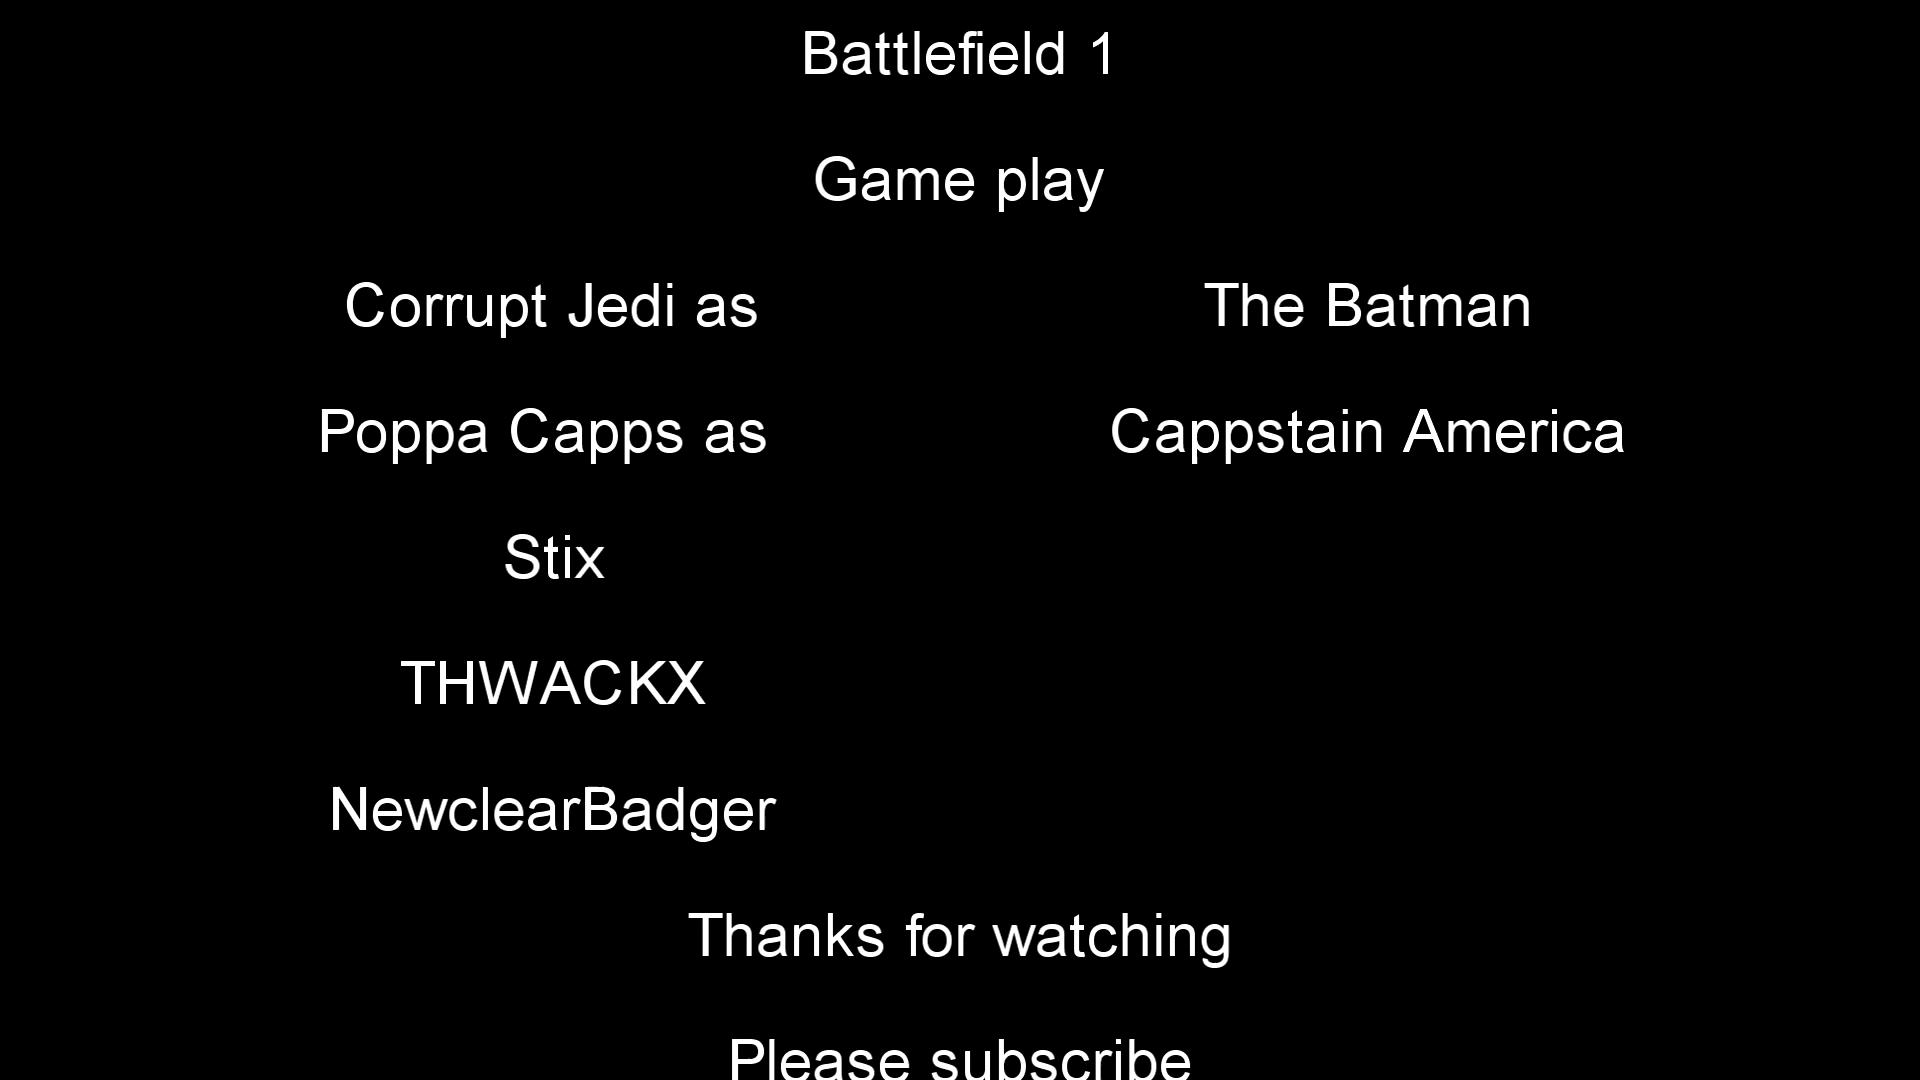 Battlefield 1
Game play
Corrupt Jedi as The Batman
Poppa Capps as Cappstain America
Stix
THWACKX
NewclearBadger
Thanks for watching
Please subscribe